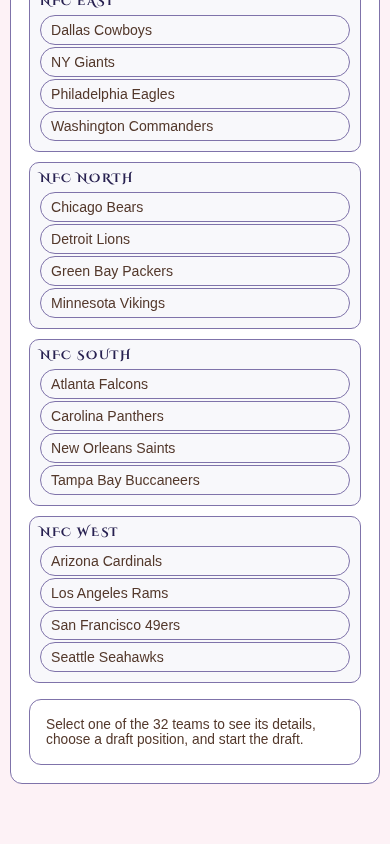 NFC EAST
Dallas Cowboys
NY Giants
Philadelphia Eagles
Washington Commanders
NFC NORTH
Chicago Bears
Detroit Lions
Green Bay Packers
Minnesota Vikings
NFC SOUTH
Atlanta Falcons
Carolina Panthers
New Orleans Saints
Tampa Bay Buccaneers
NFC WEST
Arizona Cardinals
Los Angeles Rams
San Francisco 49ers
Seattle Seahawks
Select one of the 32 teams to see its details,
choose a draft position, and start the draft.